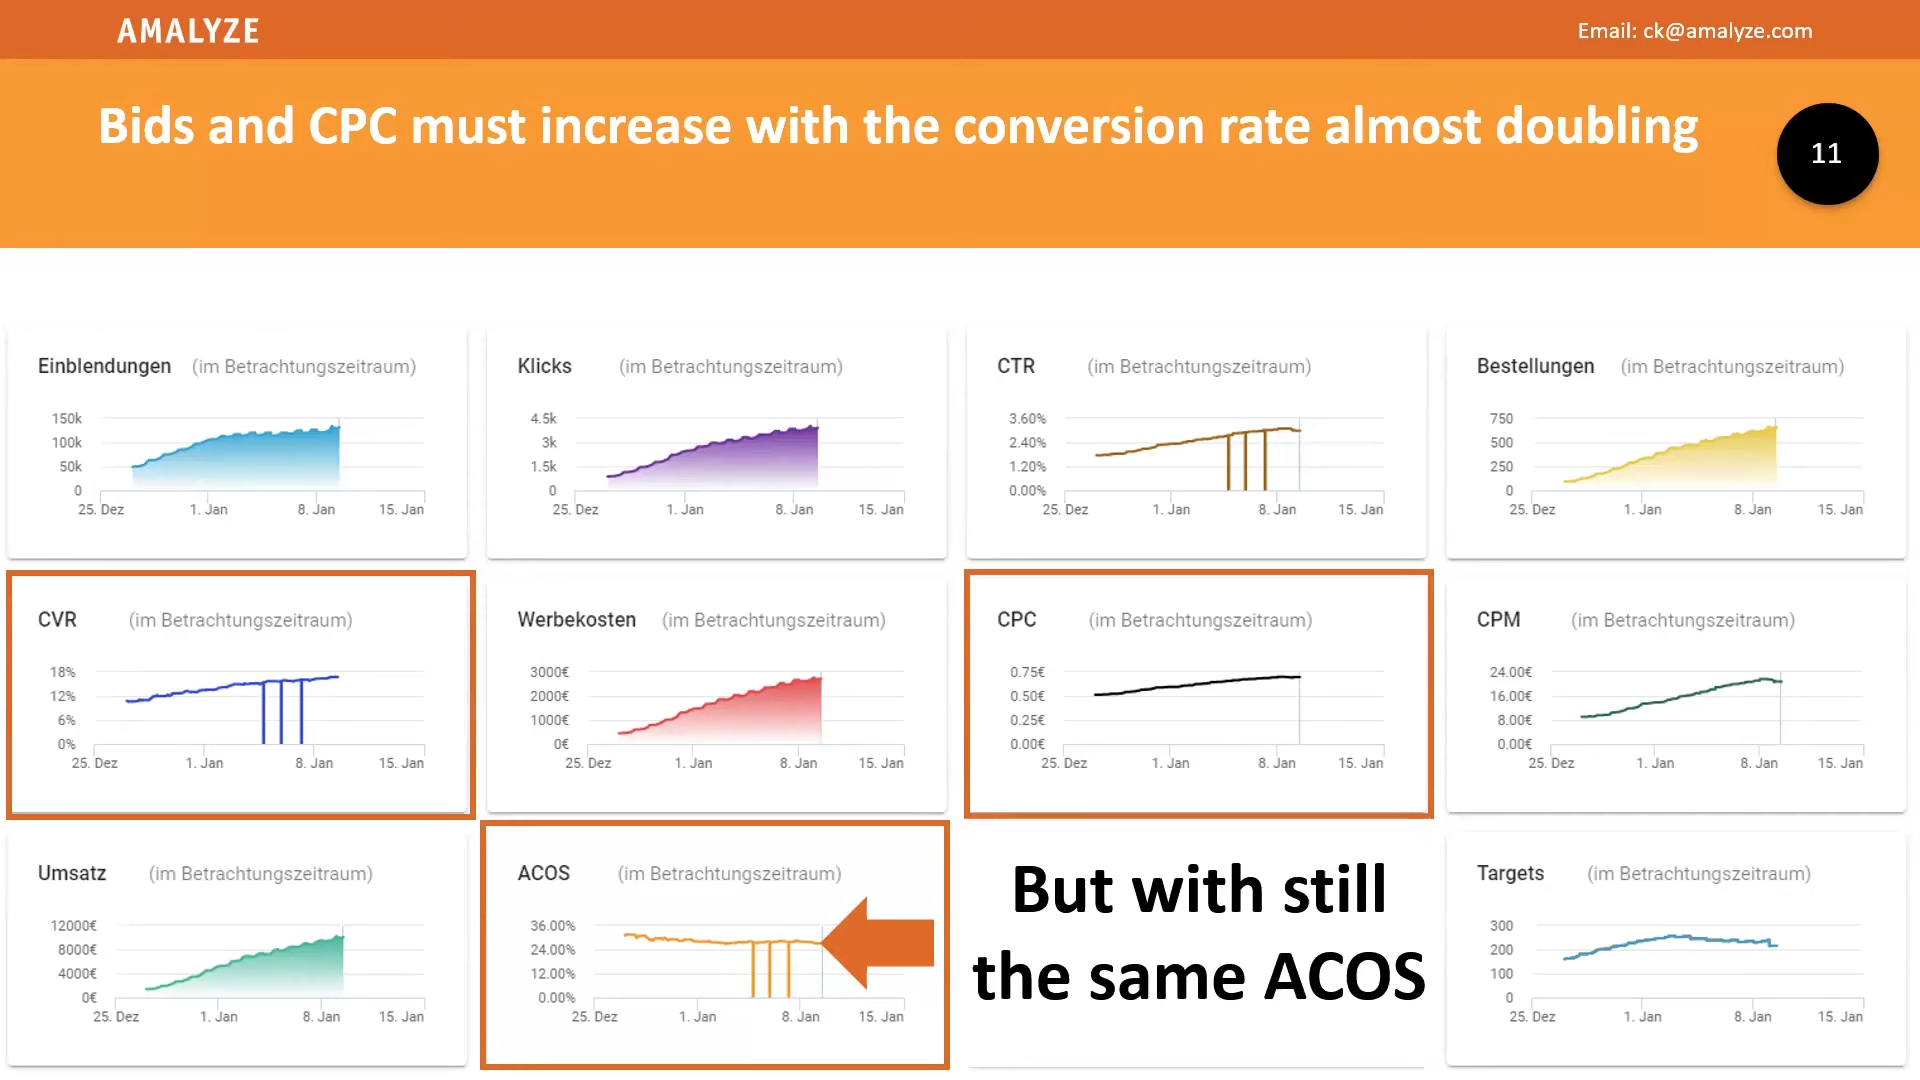 AMALYZE
Email: ck@amalyze.com
Bids and CPC must increase with the conversion rate almost doubling
11
Einblendungen (im Betrachtungszeitraum)
150k
100k
50k
0
25. Dez 1. Jan 8. Jan 15. Jan
Klicks (im Betrachtungszeitraum)
4.5k
3k
1.5k
0
25. Dez 1. Jan 8. Jan 15. Jan
CTR (im Betrachtungszeitraum)
3.60%
2.40%
1.20%
0.00%
25. Dez 1. Jan 8. Jan 15. Jan
Bestellungen (im Betrachtungszeitraum)
750
500
250
0
25. Dez 1. Jan 8. Jan 15. Jan
CVR (im Betrachtungszeitraum)
18%
12%
6%
0%
25. Dez 1. Jan 8. Jan 15. Jan
Werbekosten (im Betrachtungszeitraum)
3000€
2000€
1000€
0€
25. Dez 1. Jan 8. Jan 15. Jan
CPC (im Betrachtungszeitraum)
0.75€
0.50€
0.25€
0.00€
25. Dez 1. Jan 8. Jan 15. Jan
CPM (im Betrachtungszeitraum)
24.00€
16.00€
8.00€
0.00€
25. Dez 1. Jan 8. Jan 15. Jan
Umsatz (im Betrachtungszeitraum)
12000€
8000€
4000€
0€
25. Dez 1. Jan 8. Jan 15. Jan
ACOS (im Betrachtungszeitraum)
36.00%
24.00%
12.00%
0.00%
25. Dez 1. Jan 8. Jan 15. Jan
But with still
the same ACOS
Targets (im Betrachtungszeitraum)
300
200
100
0
25. Dez 1. Jan 8. Jan 15. Jan